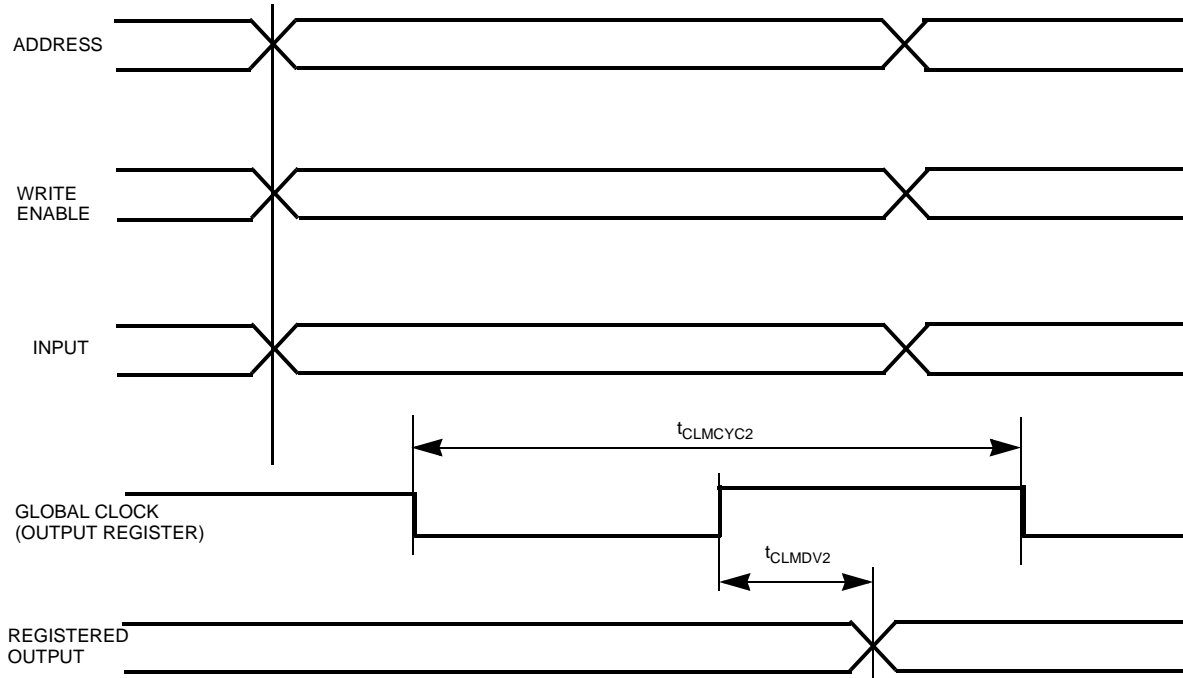 ADDRESS
WRITE
ENABLE
INPUT
tCLMCYC2
GLOBAL CLOCK
(OUTPUT REGISTER)
tCLMDV2
REGISTERED
OUTPUT